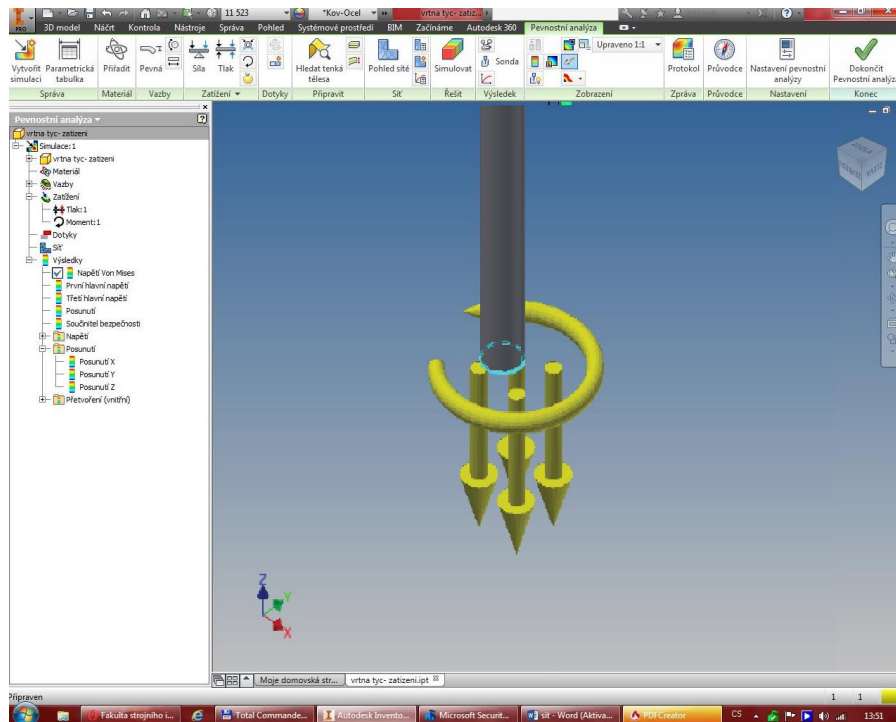 PRO
11 523
*Kov-Ocel
vrtna tyc- zatiz...
3D model Náčrt Kontrola Nástroje Správa Pohled Systémové prostředí BIM Začínáme Autodesk 360 Pevnostní analýza
Vytvořit simulaci
Parametrická tabulka
Přiřadit
Pevná
Síla
Tlak
Hledat tenká tělesa
Pohled sítě
Simulovat
Sonda
Upraveno 1:1
Protokol
Průvodce
Nastavení pevnostní analýzy
Dokončit
Pevnostní analýz
Správa Materiál Vazby Zatížení Dotyky Připravit Síť Řešit Výsledek Zobrazení Zpráva Průvodce Nastavení Konec
Pevnostní analýza
vrtna tyc- zatizeni
Simulace:1
vrtna tyc- zatizeni
Materiál
Vazby
Zatížení
Tlak:1
Moment:1
Dotyky
Síť
Výsledky
Napětí Von Mises
První hlavní napětí
Třetí hlavní napětí
Posunutí
Součinitel bezpečnosti
Napětí
Posunutí
Posunutí X
Posunutí Y
Posunutí Z
Přetvoření (vnitřní)
Z
Y
X
Moje domovská str... vrtna tyc- zatizeni.ipt
Připraven
1 1
Fakulta strojního i... Total Commande... Autodesk Invento... Microsoft Securit... sit - Word (Aktiva... PDFCreator CS 13:51